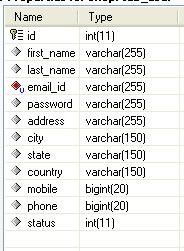 Name Type
id int(11)
first_name varchar(255)
last_name varchar(255)
email_id varchar(255)
password varchar(255)
address varchar(255)
city varchar(150)
state varchar(150)
country varchar(150)
mobile bigint(20)
phone bigint(20)
status int(11)